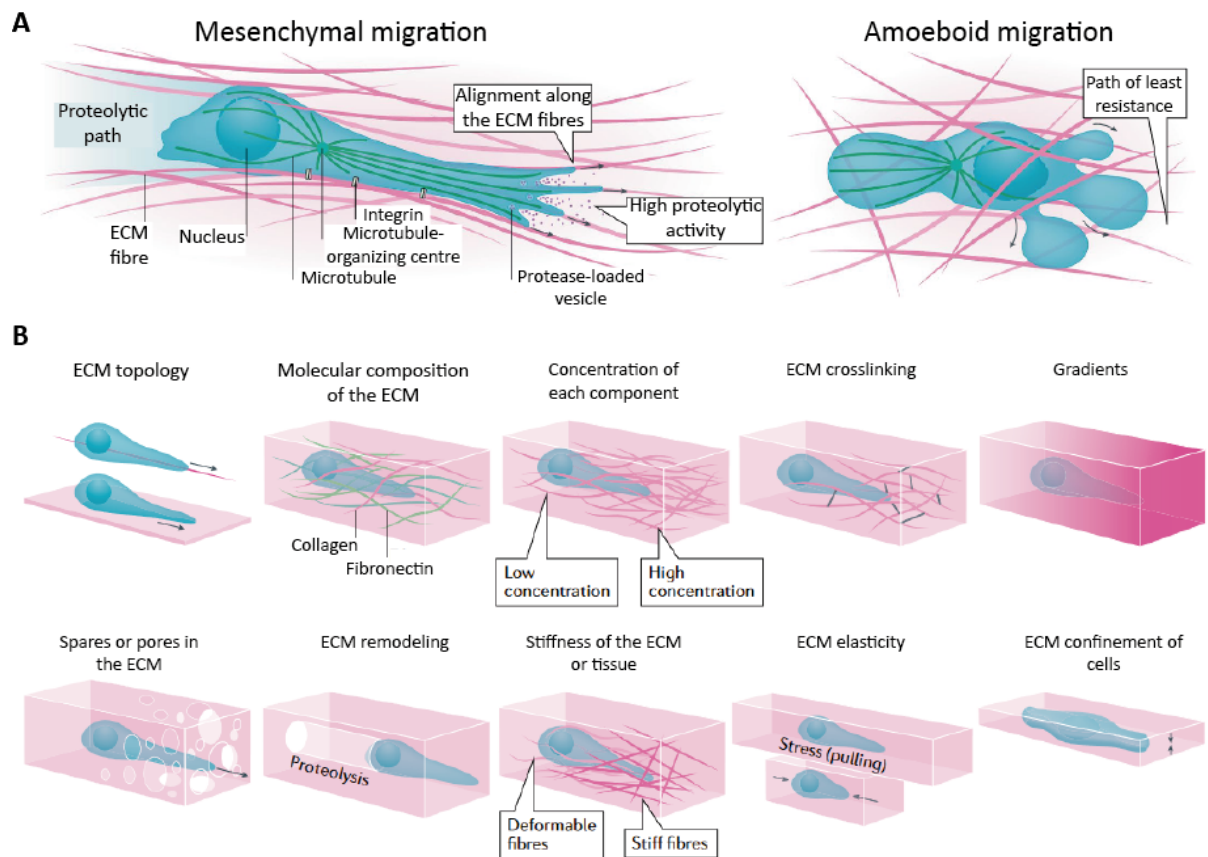 A
Mesenchymal migration
Amoeboid migration
Proteolytic
path
Alignment along
the ECM fibres
Path of least
resistance
High proteolytic
activity
ECM
fibre
Nucleus
Integrin
Microtubule-
organizing centre
Microtubule
Protease-loaded
vesicle
B
ECM topology
Molecular composition
of the ECM
Concentration of
each component
ECM crosslinking
Gradients
Collagen
Fibronectin
Low
concentration
High
concentration
Spares or pores in
the ECM
ECM remodeling
Stiffness of the ECM
or tissue
ECM elasticity
ECM confinement of
cells
Proteolysis
Stress (pulling)
Deformable
fibres
Stiff fibres